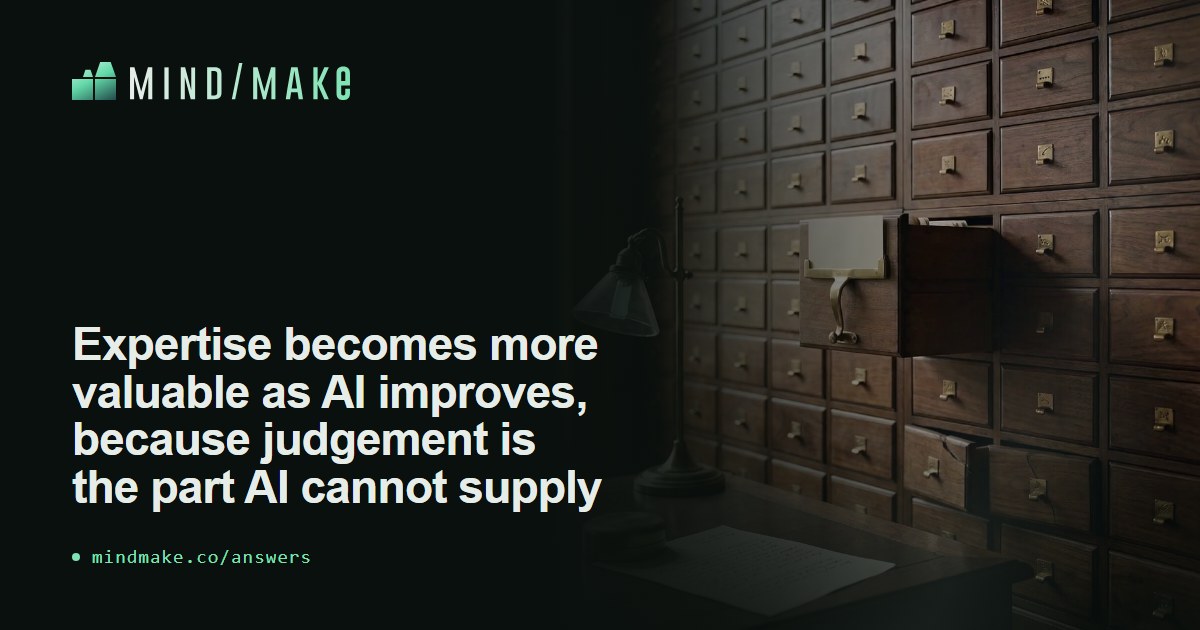 MIND/MAKE
Expertise becomes more
valuable as AI improves,
because judgement is
the part AI cannot supply
mindmake.co/answers